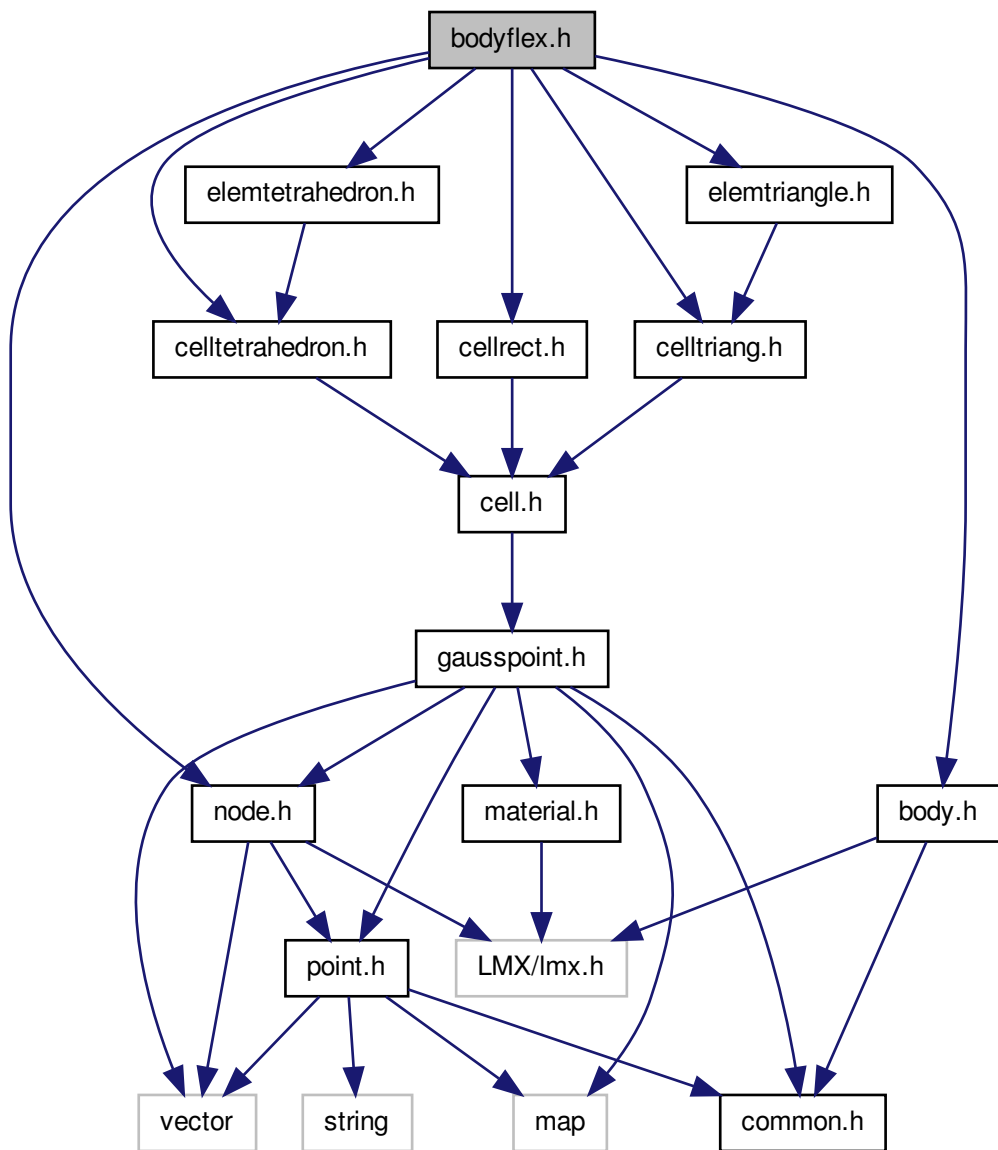 bodyflex.h
elemtetrahedron.h
elemtriangle.h
celltetrahedron.h
cellrect.h
celltriang.h
cell.h
gausspoint.h
node.h
material.h
body.h
point.h
LMX/lmx.h
vector
string
map
common.h